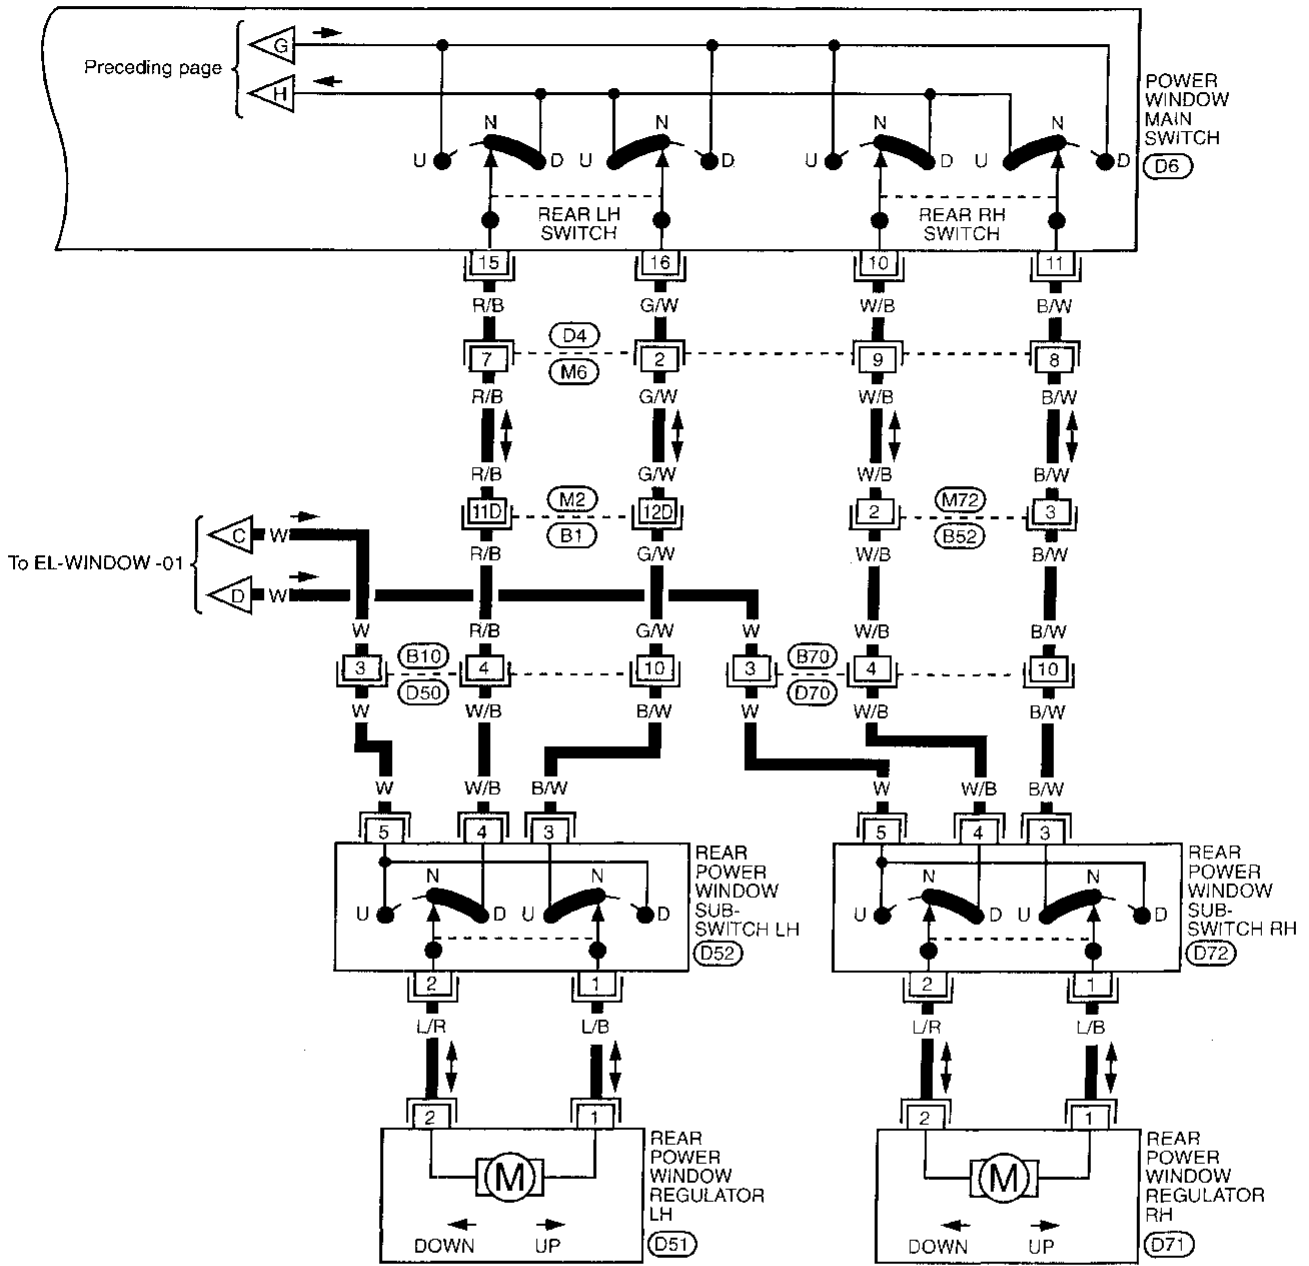 G
Preceding page
H
POWER
WINDOW
MAIN
SWITCH
D6
N N N N
U D U D U D U D
REAR LH
SWITCH
REAR RH
SWITCH
15 16 10 11
R/B G/W W/B B/W
D4
7 2 9 8
M6
R/B G/W W/B B/W
R/B G/W W/B B/W
M2 M72
11D 12D 2 3
B1 B52
C W
R/B G/W W/B B/W
To EL-WINDOW -01
D W
W R/B G/W W W/B B/W
B10 B70
3 4 10 3 4 10
D50 D70
W W/B B/W W W/B B/W
W W/B B/W W W/B B/W
5 4 3 5 4 3
REAR
POWER
WINDOW
SUB-
SWITCH LH
D52
REAR
POWER
WINDOW
SUB-
SWITCH RH
D72
N N N N
U D U D U D U D
2 1 2 1
L/R L/B L/R L/B
2 1 2 1
REAR
POWER
WINDOW
REGULATOR
LH
D51
REAR
POWER
WINDOW
REGULATOR
RH
D71
M M
DOWN UP DOWN UP